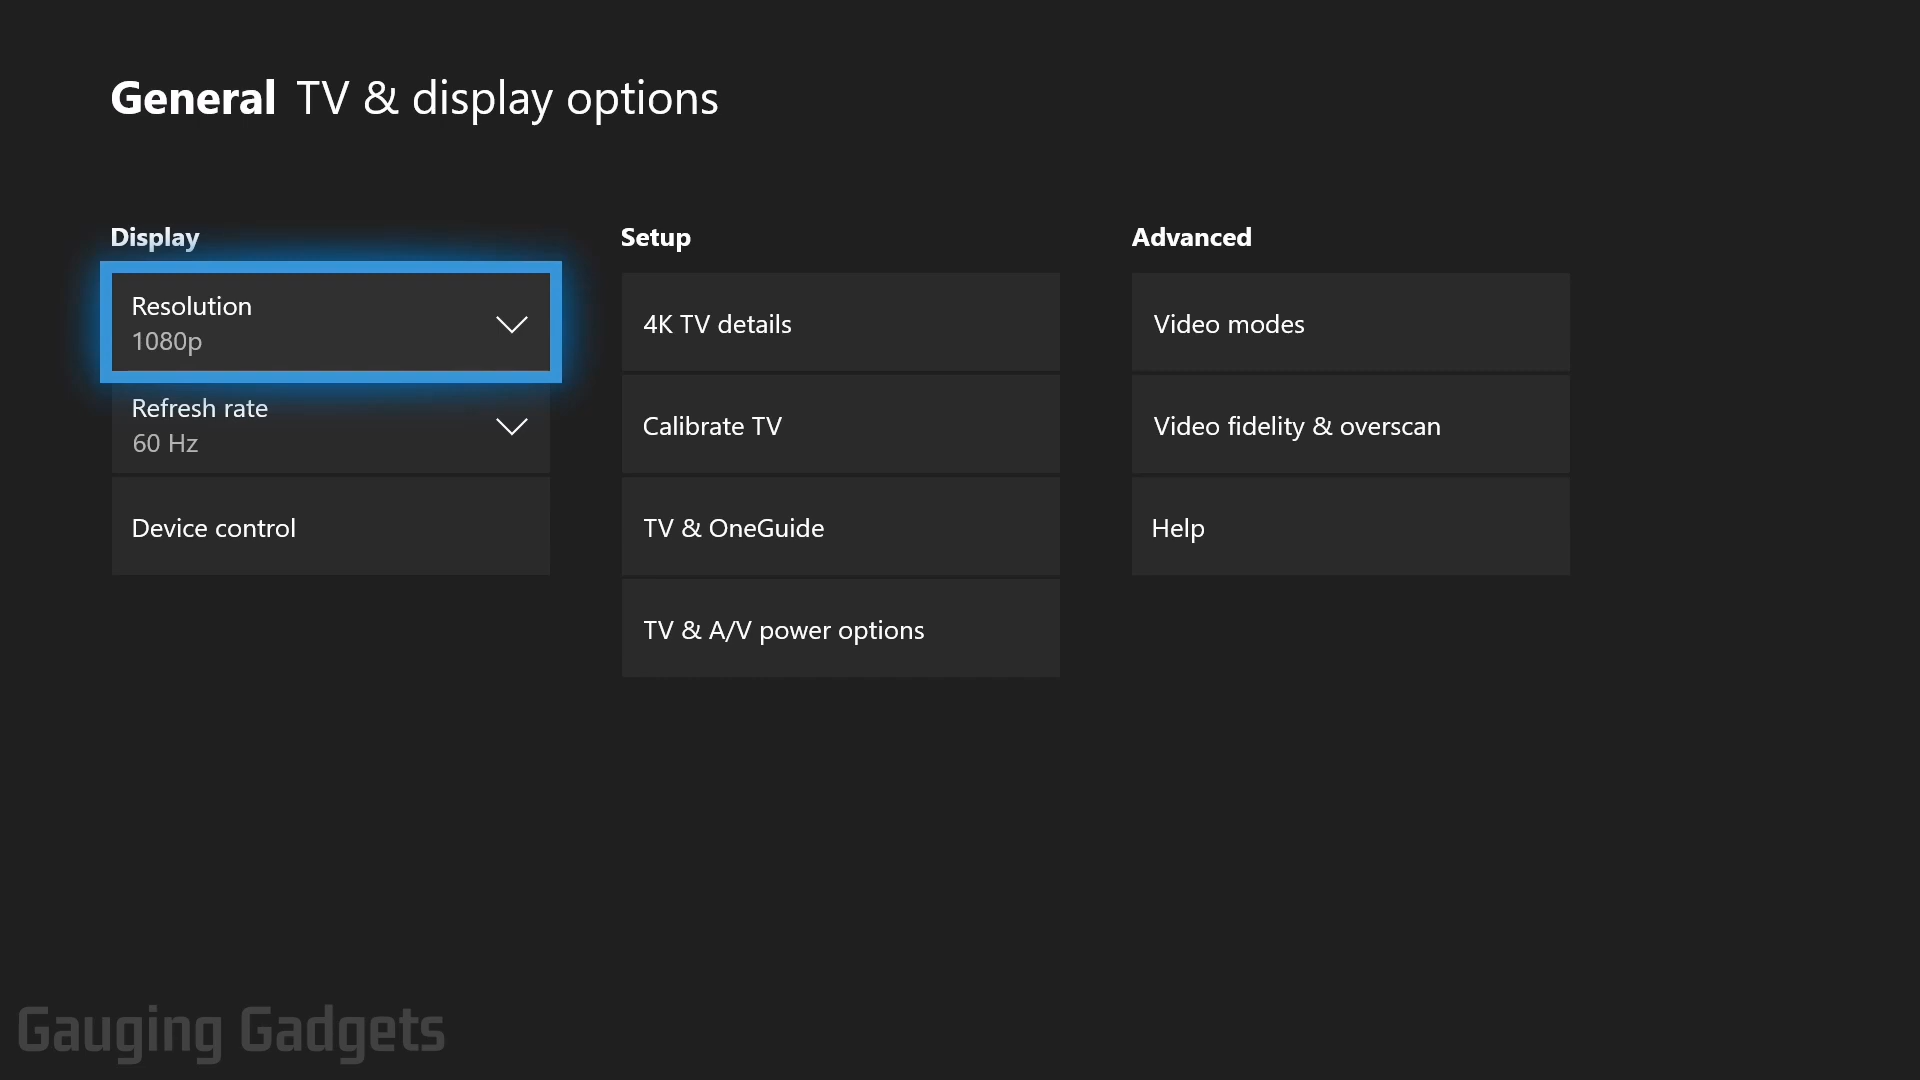 General TV & display options
Display
Resolution
1080p
Refresh rate
60 Hz
Device control
Setup
4K TV details
Calibrate TV
TV & OneGuide
TV & A/V power options
Advanced
Video modes
Video fidelity & overscan
Help
Gauging Gadgets